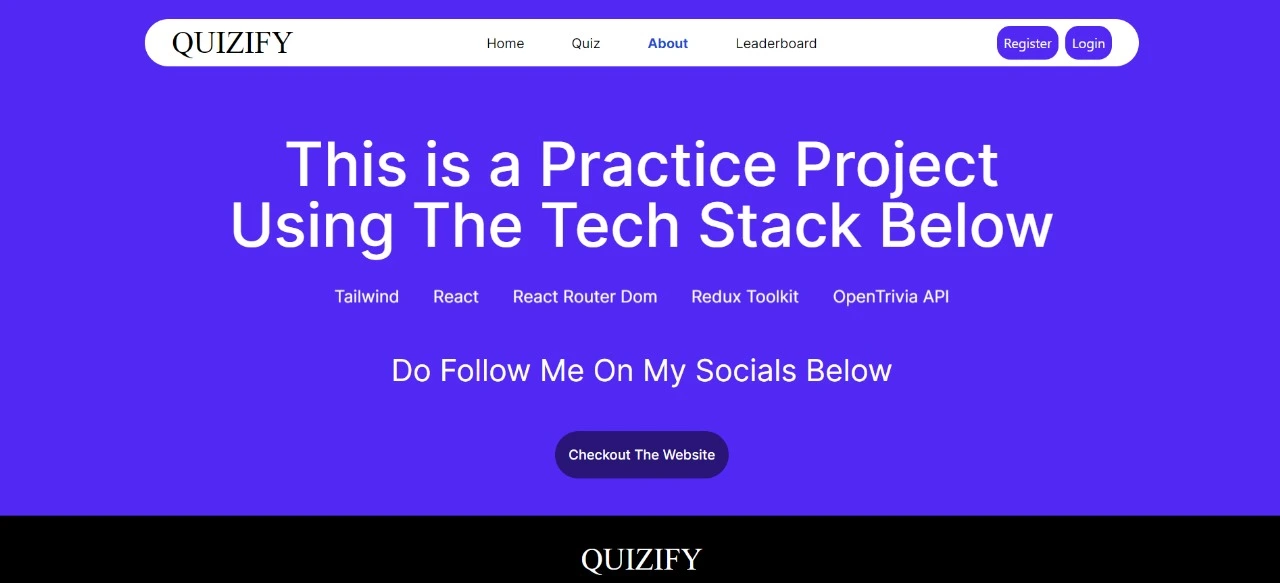 QUIZIFY
Home Quiz About Leaderboard
Register Login
This is a Practice Project
Using The Tech Stack Below
Tailwind React React Router Dom Redux Toolkit OpenTrivia API
Do Follow Me On My Socials Below
Checkout The Website
QUIZIFY